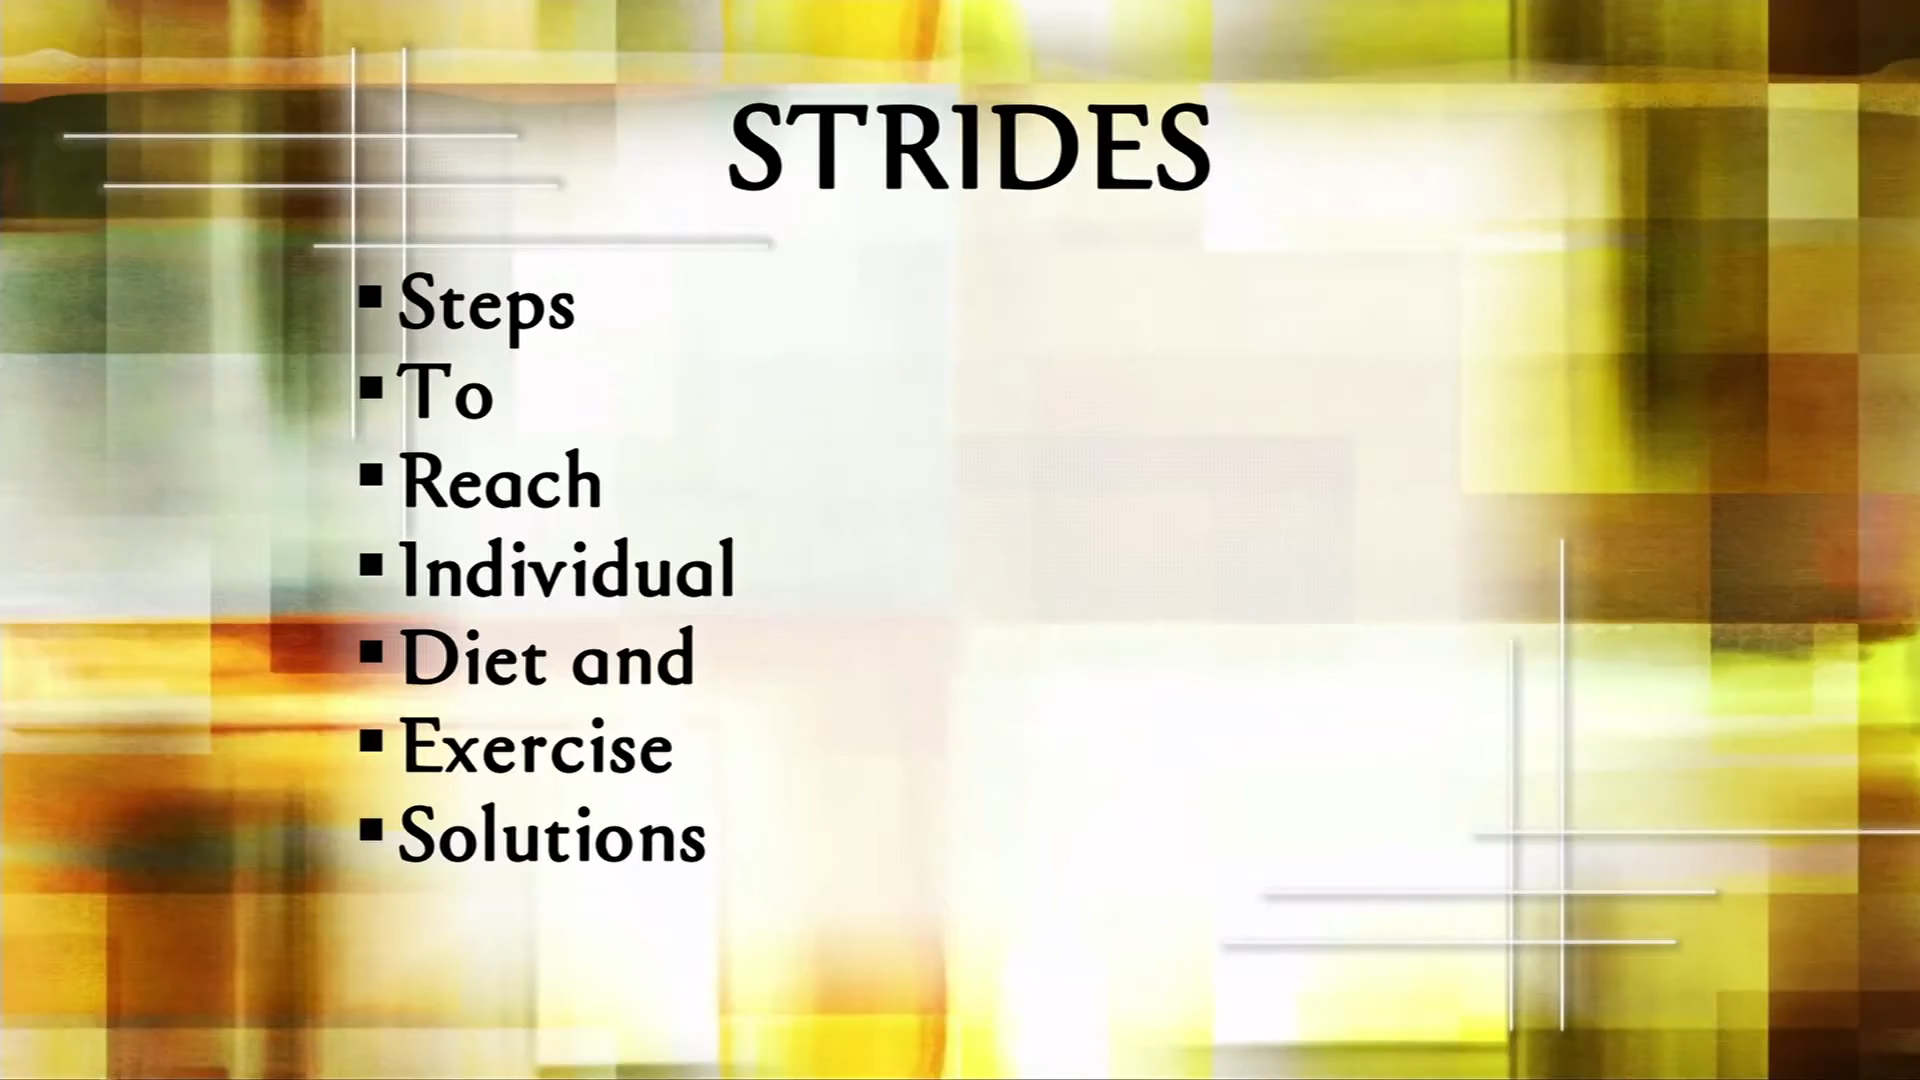 STRIDES
▪ Steps
▪ To
▪ Reach
▪ Individual
▪ Diet and
▪ Exercise
▪ Solutions